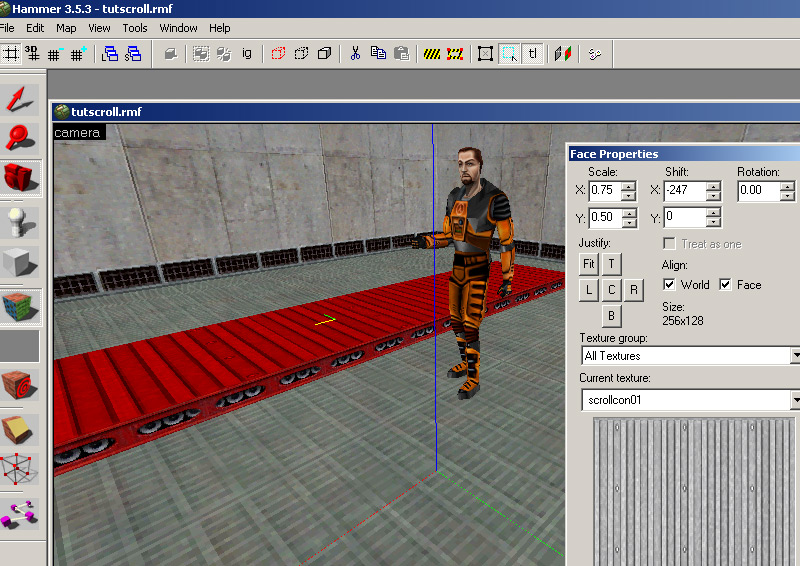 Hammer 3.5.3 - tutscroll.rmf
File Edit Map View Tools Window Help
3D ig tl
tutscroll.rmf
camera
Face Properties
Scale: Shift: Rotation:
X: 0.75 X: -247 0.00
Y: 0.50 Y: 0
Justify: Treat as one
Fit T Align:
L C R World Face
B Size:
256x128
Texture group:
All Textures
Current texture:
scrollcon01